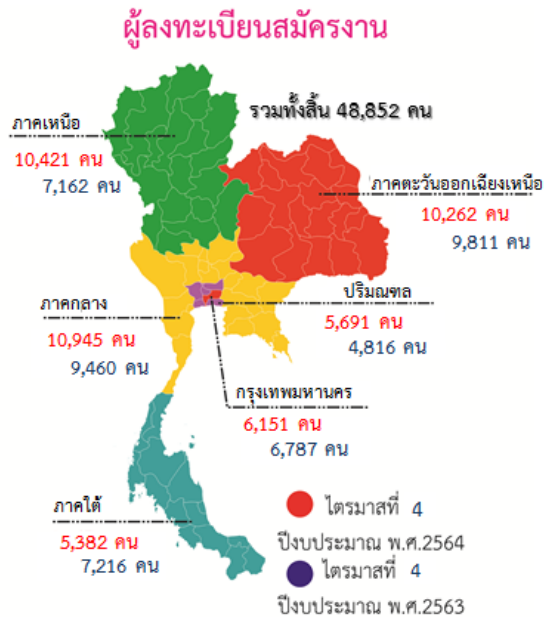 ผู้ลงทะเบียนสมัครงาน
รวมทั้งสิ้น 48,852 คน
ภาคเหนือ
10,421 คน
7,162 คน
ภาคตะวันออกเฉียงเหนือ
10,262 คน
9,811 คน
ภาคกลาง
10,945 คน
9,460 คน
ปริมณฑล
5,691 คน
4,816 คน
กรุงเทพมหานคร
6,151 คน
6,787 คน
ภาคใต้
5,382 คน
7,216 คน
ไตรมาสที่ 4
ปีงบประมาณ พ.ศ.2564
ไตรมาสที่ 4
ปีงบประมาณ พ.ศ.2563